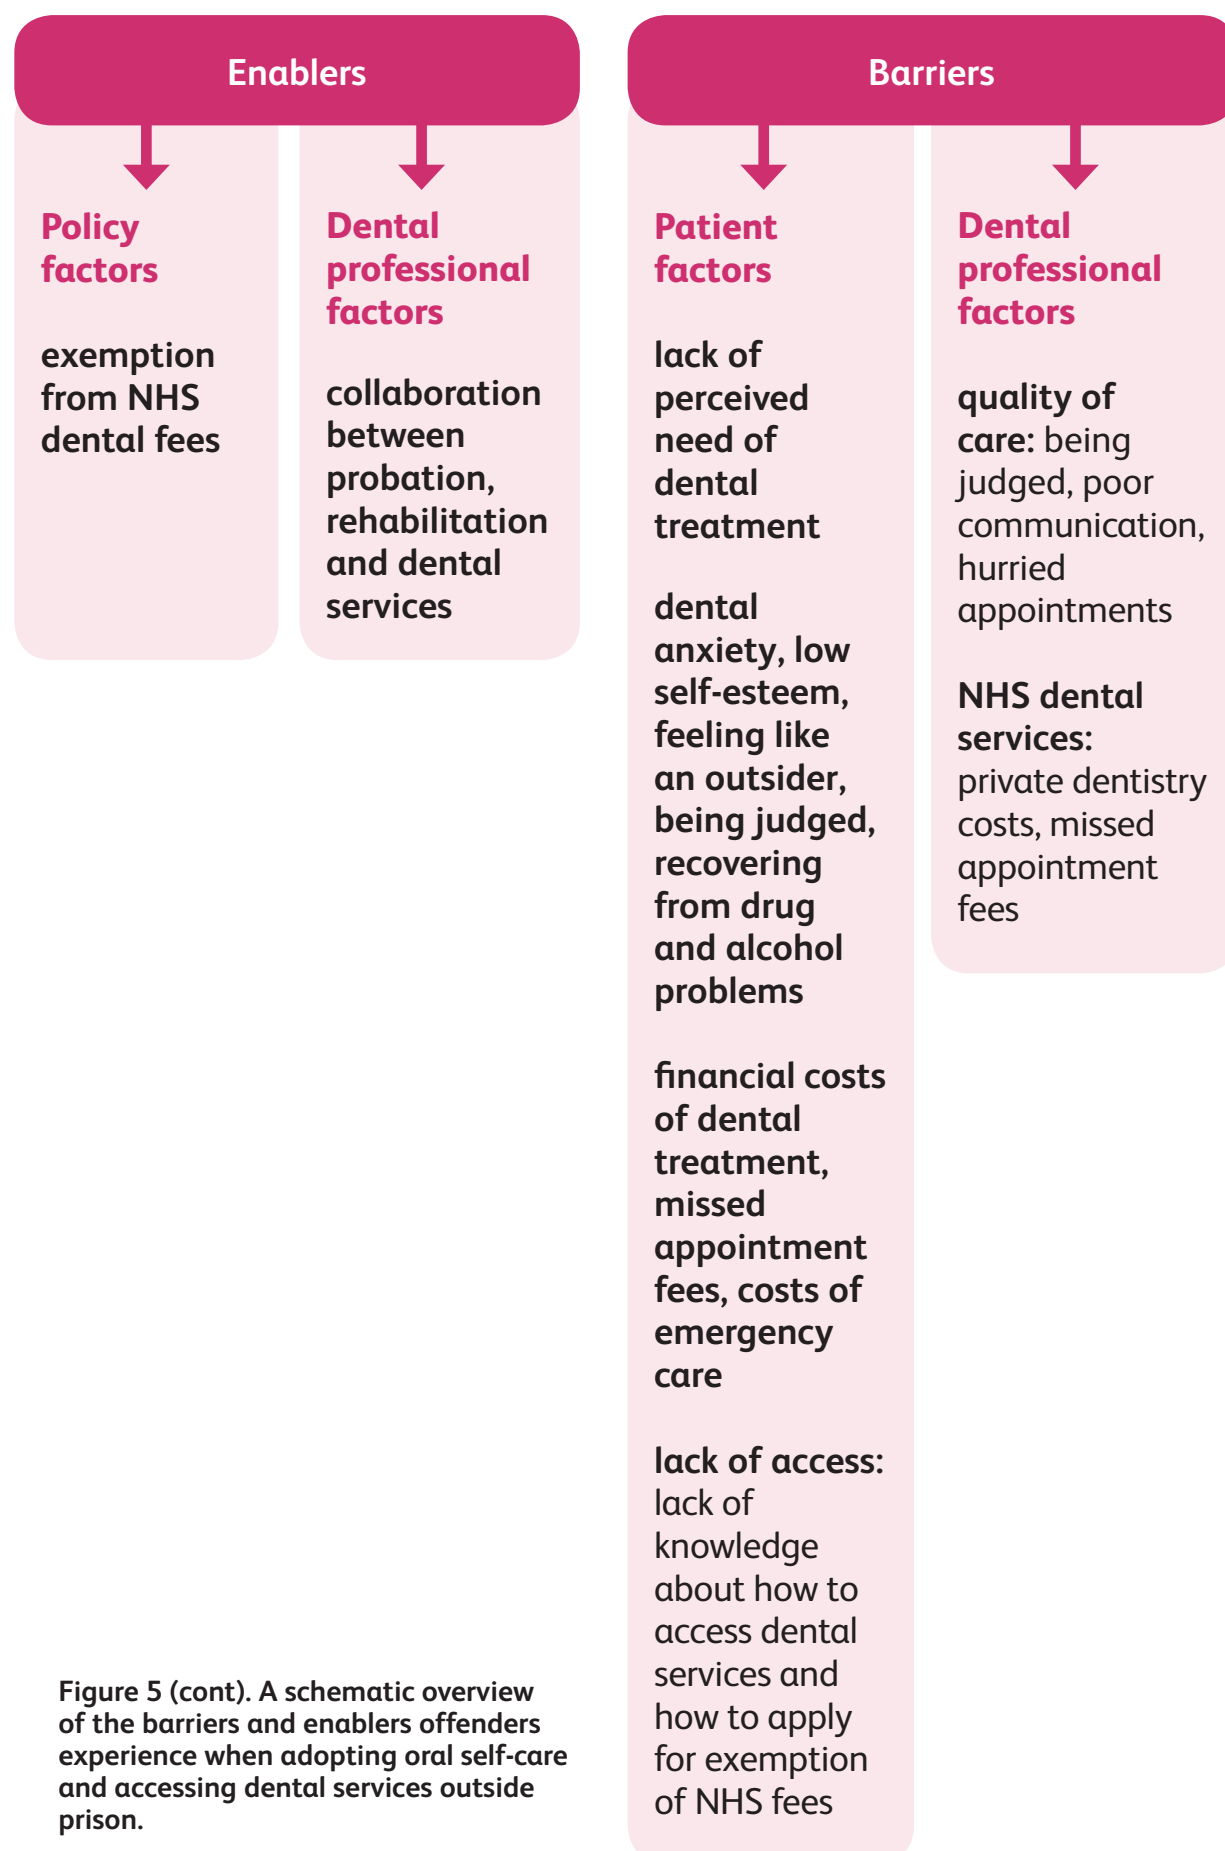 Enablers
Policy
factors
exemption
from NHS
dental fees
Dental
professional
factors
collaboration
between
probation,
rehabilitation
and dental
services
Barriers
Patient
factors
lack of
perceived
need of
dental
treatment
dental
anxiety, low
self-esteem,
feeling like
an outsider,
being judged,
recovering
from drug
and alcohol
problems
financial costs
of dental
treatment,
missed
appointment
fees, costs of
emergency
care
lack of access:
lack of
knowledge
about how to
access dental
services and
how to apply
for exemption
of NHS fees
Dental
professional
factors
quality of
care: being
judged, poor
communication,
hurried
appointments
NHS dental
services:
private dentistry
costs, missed
appointment
fees
Figure 5 (cont). A schematic overview
of the barriers and enablers offenders
experience when adopting oral self-care
and accessing dental services outside
prison.